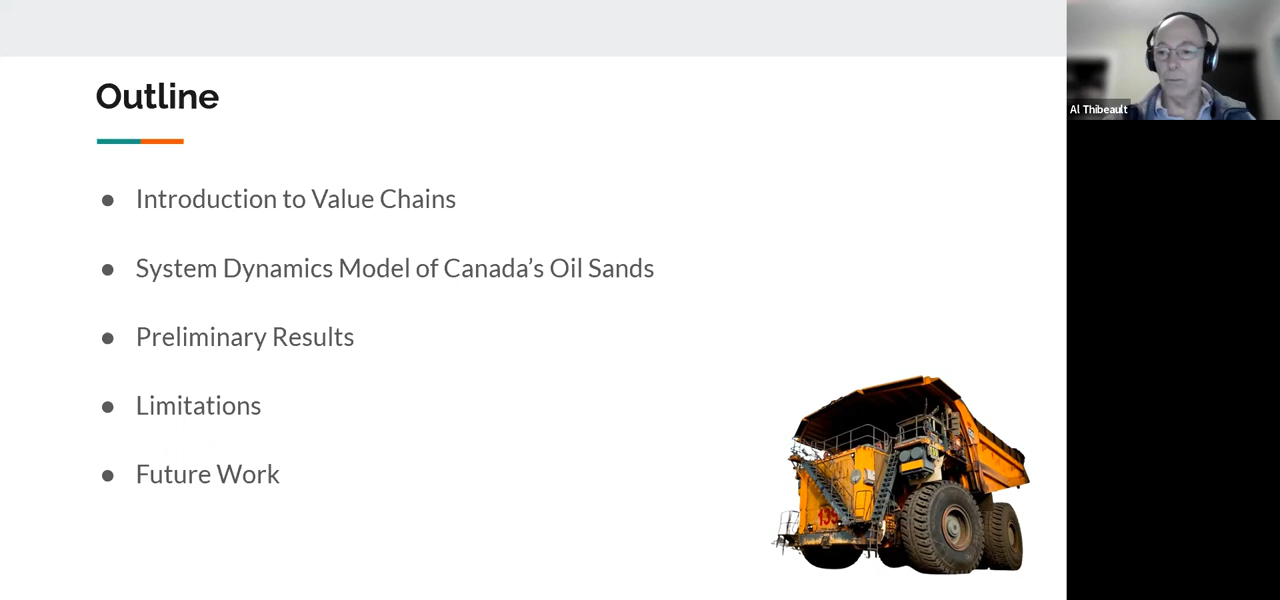 Outline
Introduction to Value Chains
System Dynamics Model of Canada’s Oil Sands
Preliminary Results
Limitations
Future Work
Al Thibeault